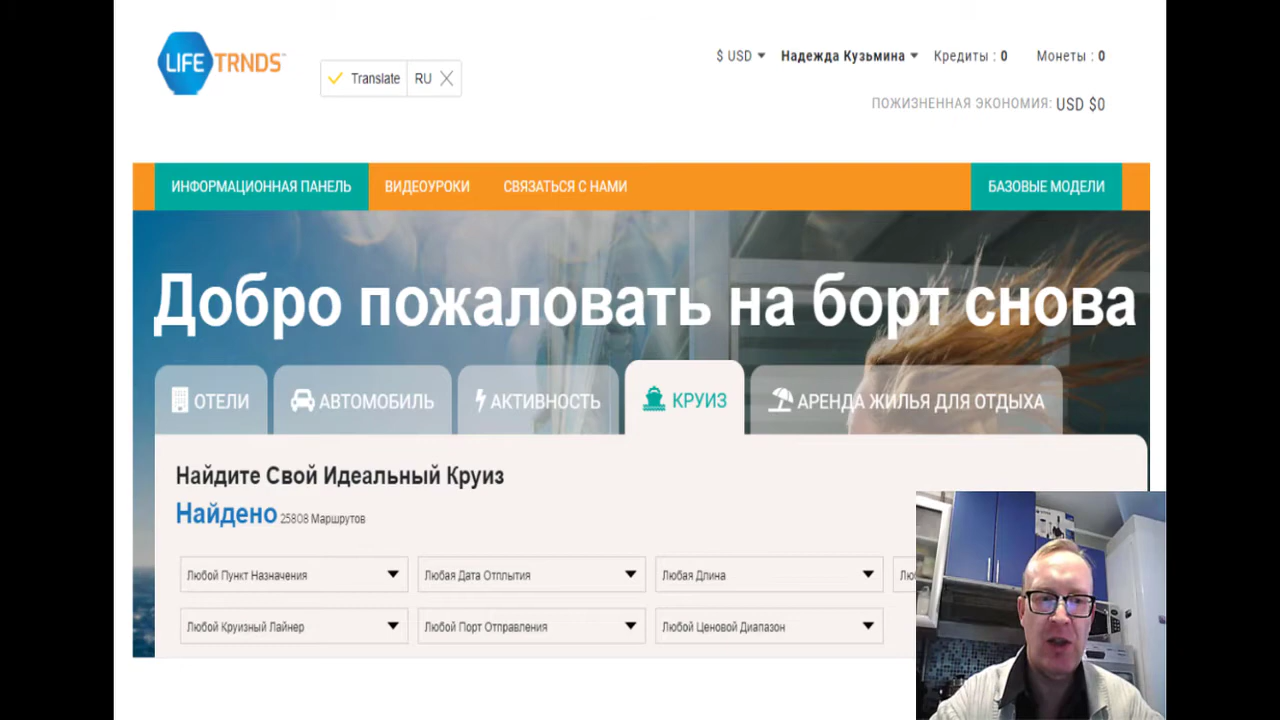 LIFE TRNDS™
Translate RU
$ USD Надежда Кузьмина Кредиты : 0 Монеты : 0
ПОЖИЗНЕННАЯ ЭКОНОМИЯ: USD $0
ИНФОРМАЦИОННАЯ ПАНЕЛЬ ВИДЕОУРОКИ СВЯЗАТЬСЯ С НАМИ БАЗОВЫЕ МОДЕЛИ
Добро пожаловать на борт снова
ОТЕЛИ АВТОМОБИЛЬ АКТИВНОСТЬ КРУИЗ АРЕНДА ЖИЛЬЯ ДЛЯ ОТДЫХА
Найдите Свой Идеальный Круиз
Найдено 25808 Маршрутов
Любой Пункт Назначения Любая Дата Отплытия Любая Длина
Любой Круизный Лайнер Любой Порт Отправления Любой Ценовой Диапазон